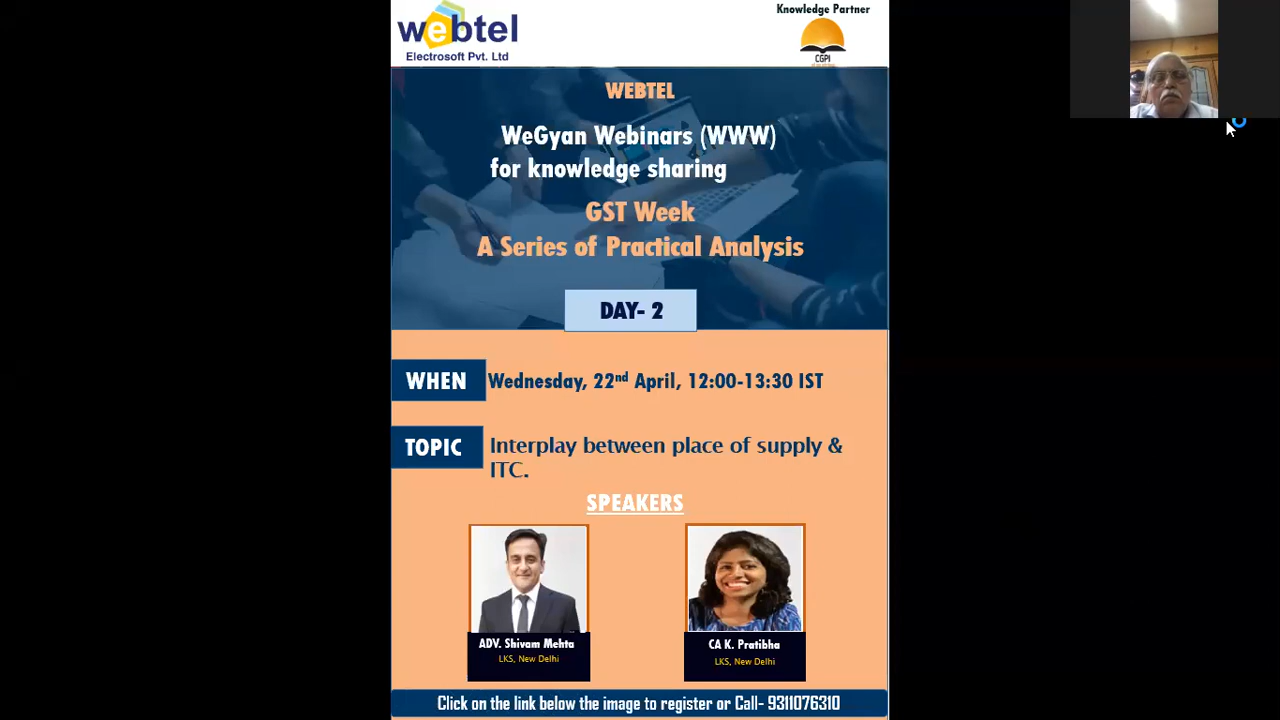 webtel
Electrosoft Pvt. Ltd
Knowledge Partner
CGPI
WEBTEL
WeGyan Webinars (WWW)
for knowledge sharing
GST Week
A Series of Practical Analysis
DAY- 2
WHEN
Wednesday, 22nd April, 12:00-13:30 IST
TOPIC
Interplay between place of supply &
ITC.
SPEAKERS
ADV. Shivam Mehta
LKS, New Delhi
CA K. Pratibha
LKS, New Delhi
Click on the link below the image to register or Call- 9311076310